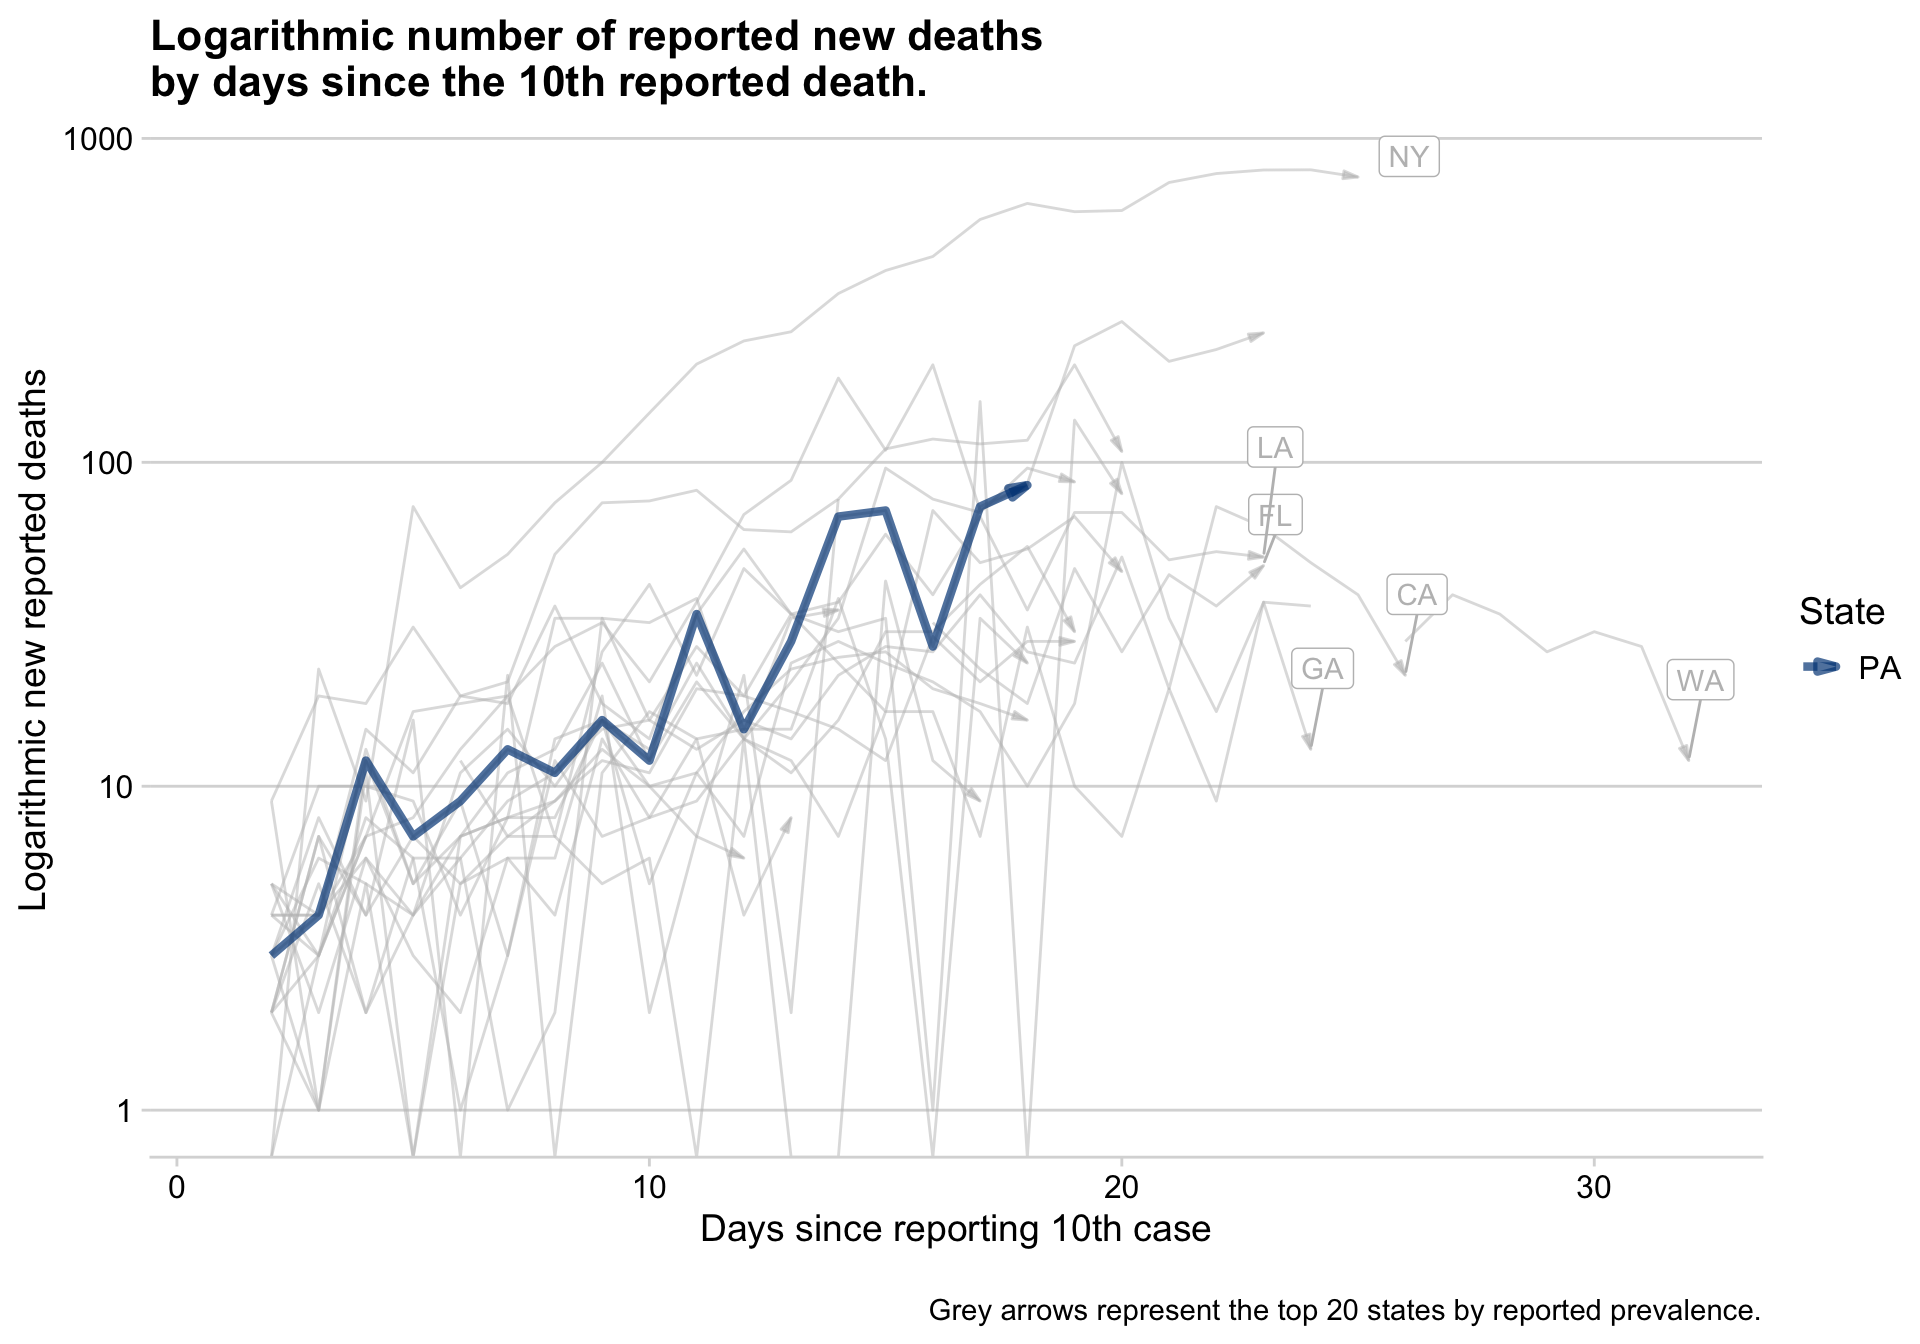 Logarithmic number of reported new deaths
by days since the 10th reported death.
1000
100
10
1
Logarithmic new reported deaths
NY
LA
FL
CA
GA
WA
State
PA
0
10
20
30
Days since reporting 10th case
Grey arrows represent the top 20 states by reported prevalence.